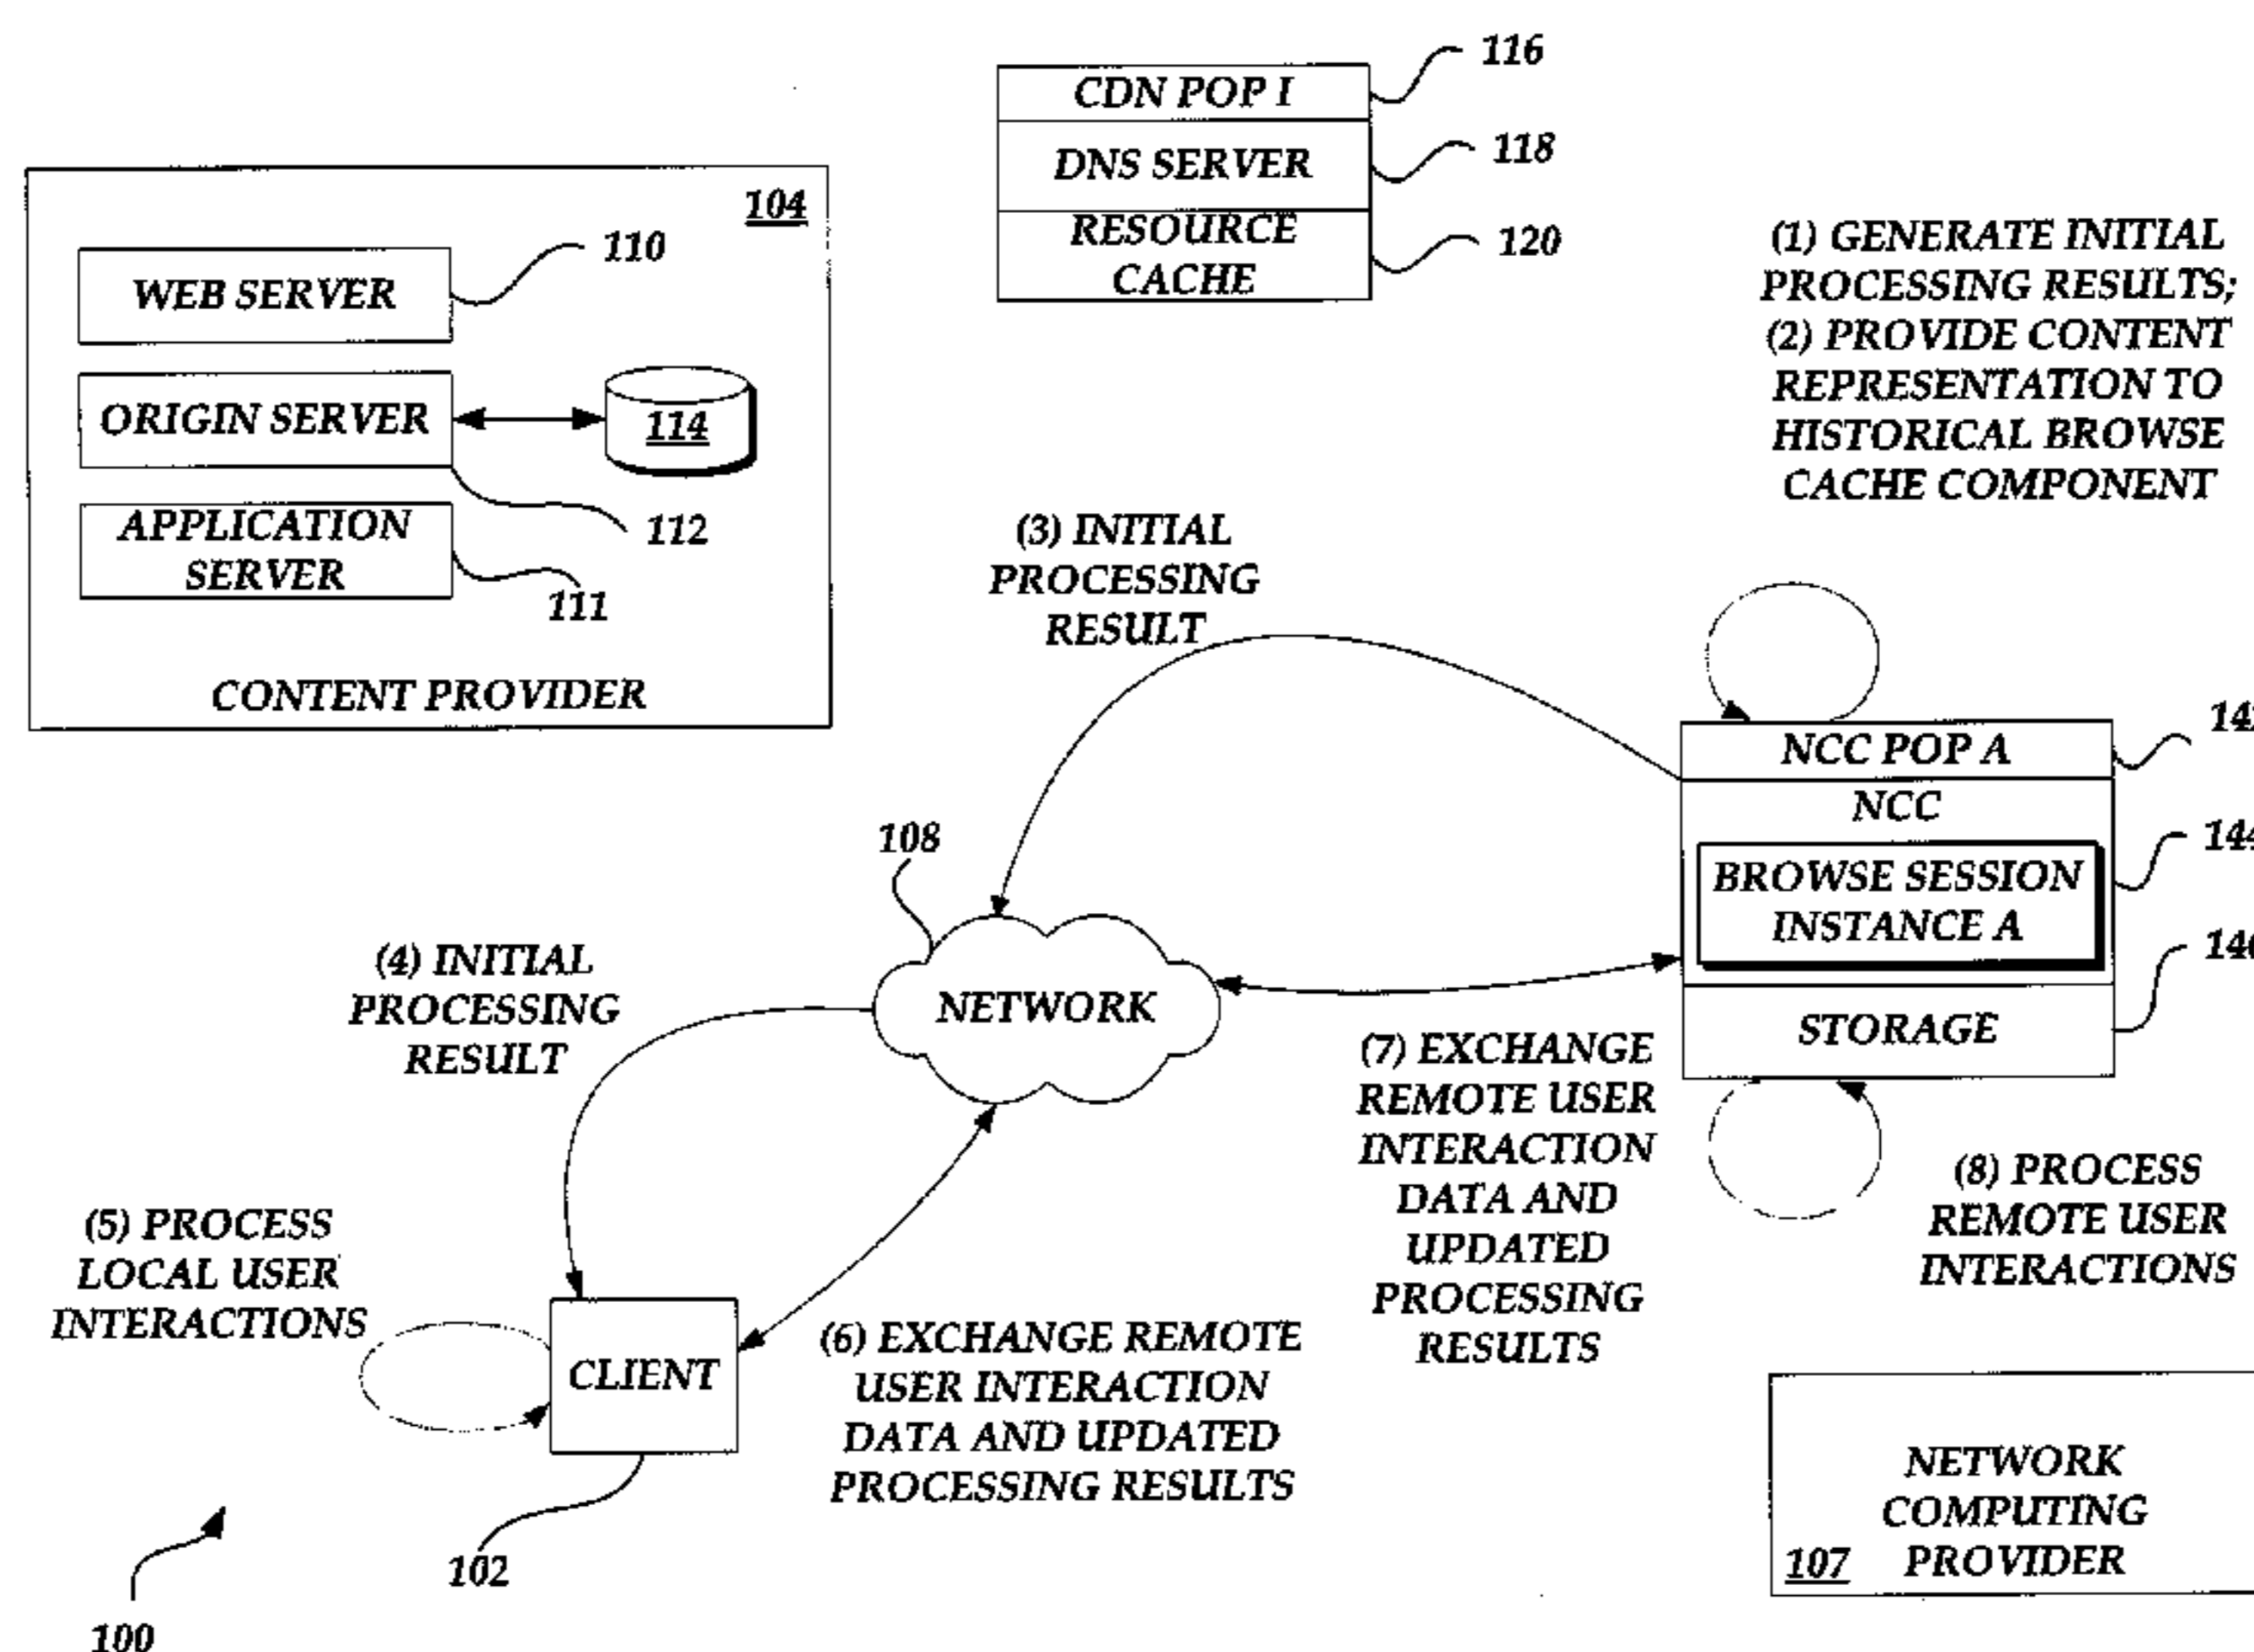 116
CDN POP I
118
DNS SERVER
120
RESOURCE
CACHE
104
110
WEB SERVER
ORIGIN SERVER
114
112
APPLICATION
SERVER
111
CONTENT PROVIDER
(1) GENERATE INITIAL
PROCESSING RESULTS;
(2) PROVIDE CONTENT
REPRESENTATION TO
HISTORICAL BROWSE
CACHE COMPONENT
(3) INITIAL
PROCESSING
RESULT
NCC POP A
NCC
144
BROWSE SESSION
INSTANCE A
STORAGE
108
NETWORK
(4) INITIAL
PROCESSING
RESULT
(7) EXCHANGE
REMOTE USER
INTERACTION
DATA AND
UPDATED
PROCESSING
RESULTS
(8) PROCESS
REMOTE USER
INTERACTIONS
(5) PROCESS
LOCAL USER
INTERACTIONS
CLIENT
(6) EXCHANGE REMOTE
USER INTERACTION
DATA AND UPDATED
PROCESSING RESULTS
102
100
NETWORK
COMPUTING
PROVIDER
107